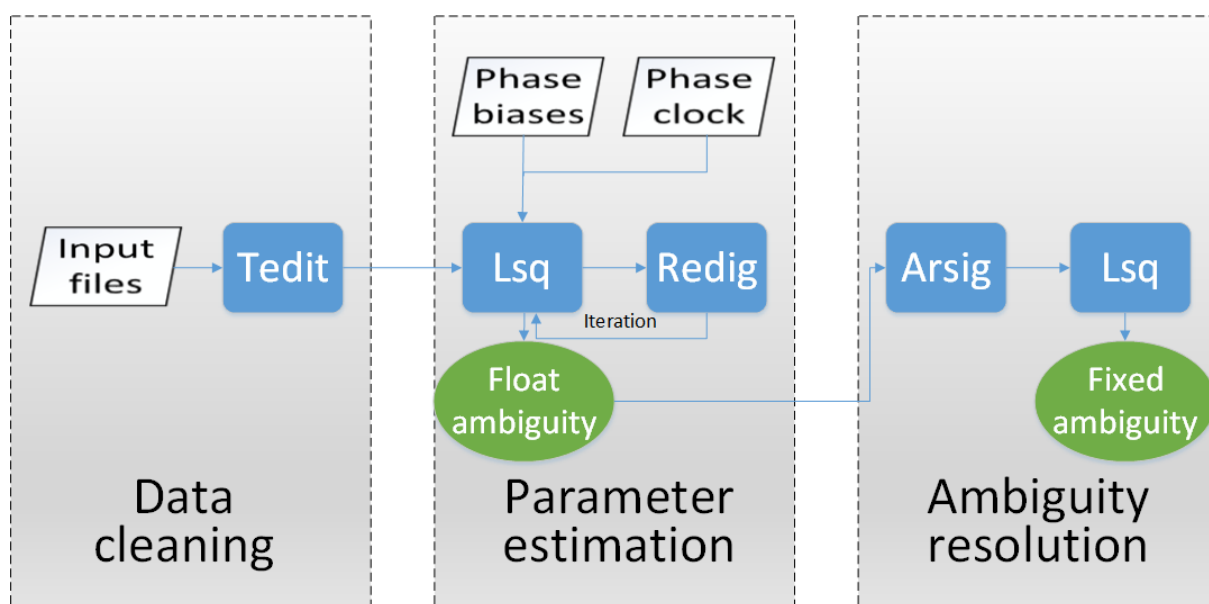 Input
files
Tedit
Data
cleaning
Phase
biases
Phase
clock
Lsq
Redig
Iteration
Float
ambiguity
Parameter
estimation
Arsig
Lsq
Fixed
ambiguity
Ambiguity
resolution